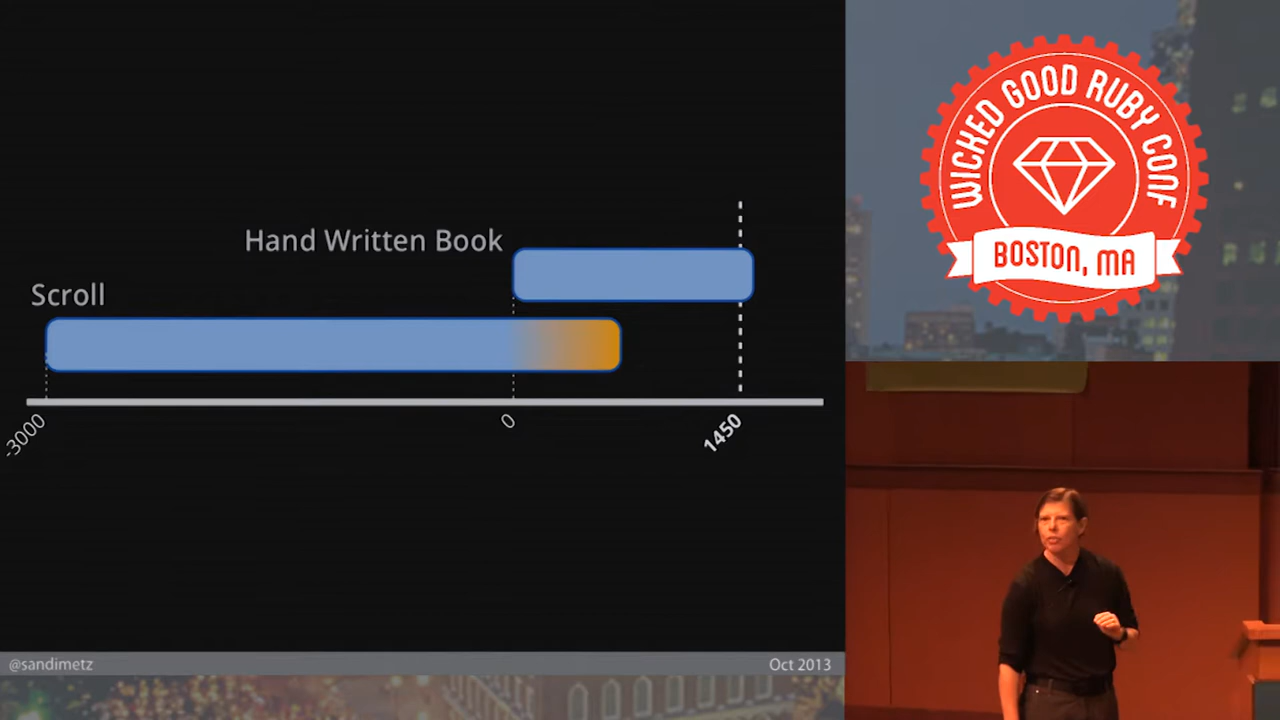 Hand Written Book
Scroll
-3000
0
1450
@sandimetz
Oct 2013
WICKED GOOD RUBY CONF
BOSTON, MA